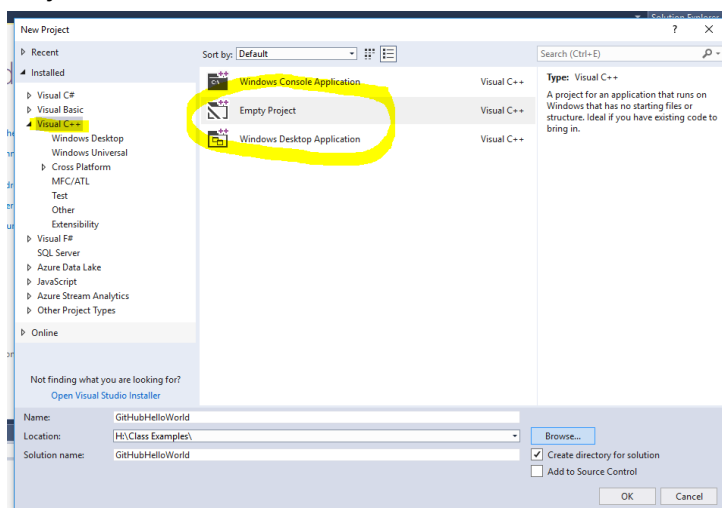 Solution Explorer
New Project
? X
Recent
Sort by: Default
Search (Ctrl+E)
Installed
Visual C#
Visual Basic
Visual C++
Windows Desktop
Windows Universal
Cross Platform
MFC/ATL
Test
Other
Extensibility
Visual F#
SQL Server
Azure Data Lake
JavaScript
Azure Stream Analytics
Other Project Types
Online
Not finding what you are looking for?
Open Visual Studio Installer
Windows Console Application Visual C++
Empty Project Visual C++
Windows Desktop Application Visual C++
Type: Visual C++
A project for an application that runs on
Windows that has no starting files or
structure. Ideal if you have existing code to
bring in.
Name: GitHubHelloWorld
Location: H:\Class Examples\
Browse...
Solution name: GitHubHelloWorld
Create directory for solution
Add to Source Control
OK Cancel